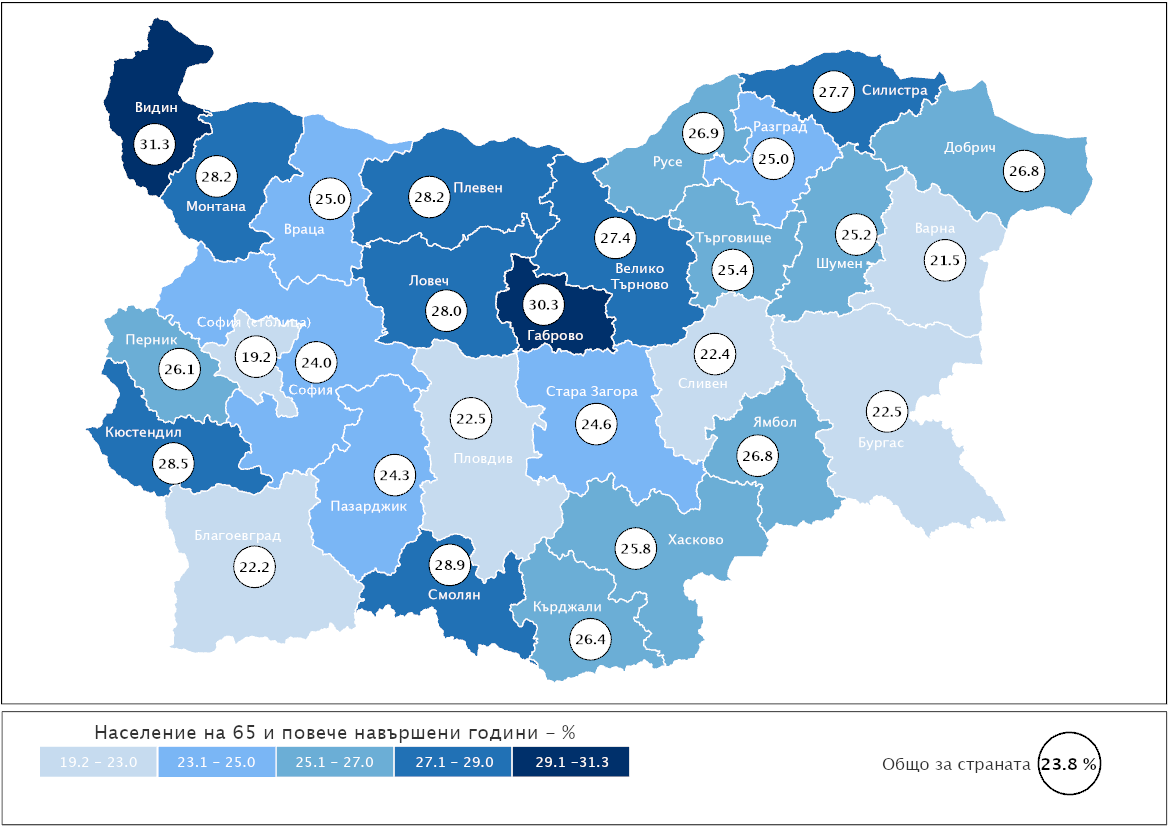 Видин
31.3
28.2
Монтана
25.0
Враца
28.2
Плевен
27.7
Силистра
26.9
Русе
Разград
25.0
Добрич
26.8
27.4
Велико
Търново
Търговище
25.4
25.2
Шумен
Варна
21.5
Ловеч
28.0
30.3
Габрово
София (столица)
19.2
24.0
София
Перник
26.1
Кюстендил
28.5
22.4
Сливен
Стара Загора
24.6
22.5
Пловдив
Ямбол
26.8
22.5
Бургас
24.3
Пазарджик
Благоевград
22.2
28.9
Смолян
25.8
Хасково
Кърджали
26.4
Население на 65 и повече навършени години – %
19.2 – 23.0
23.1 – 25.0
25.1 – 27.0
27.1 – 29.0
29.1 –31.3
Общо за страната
23.8 %